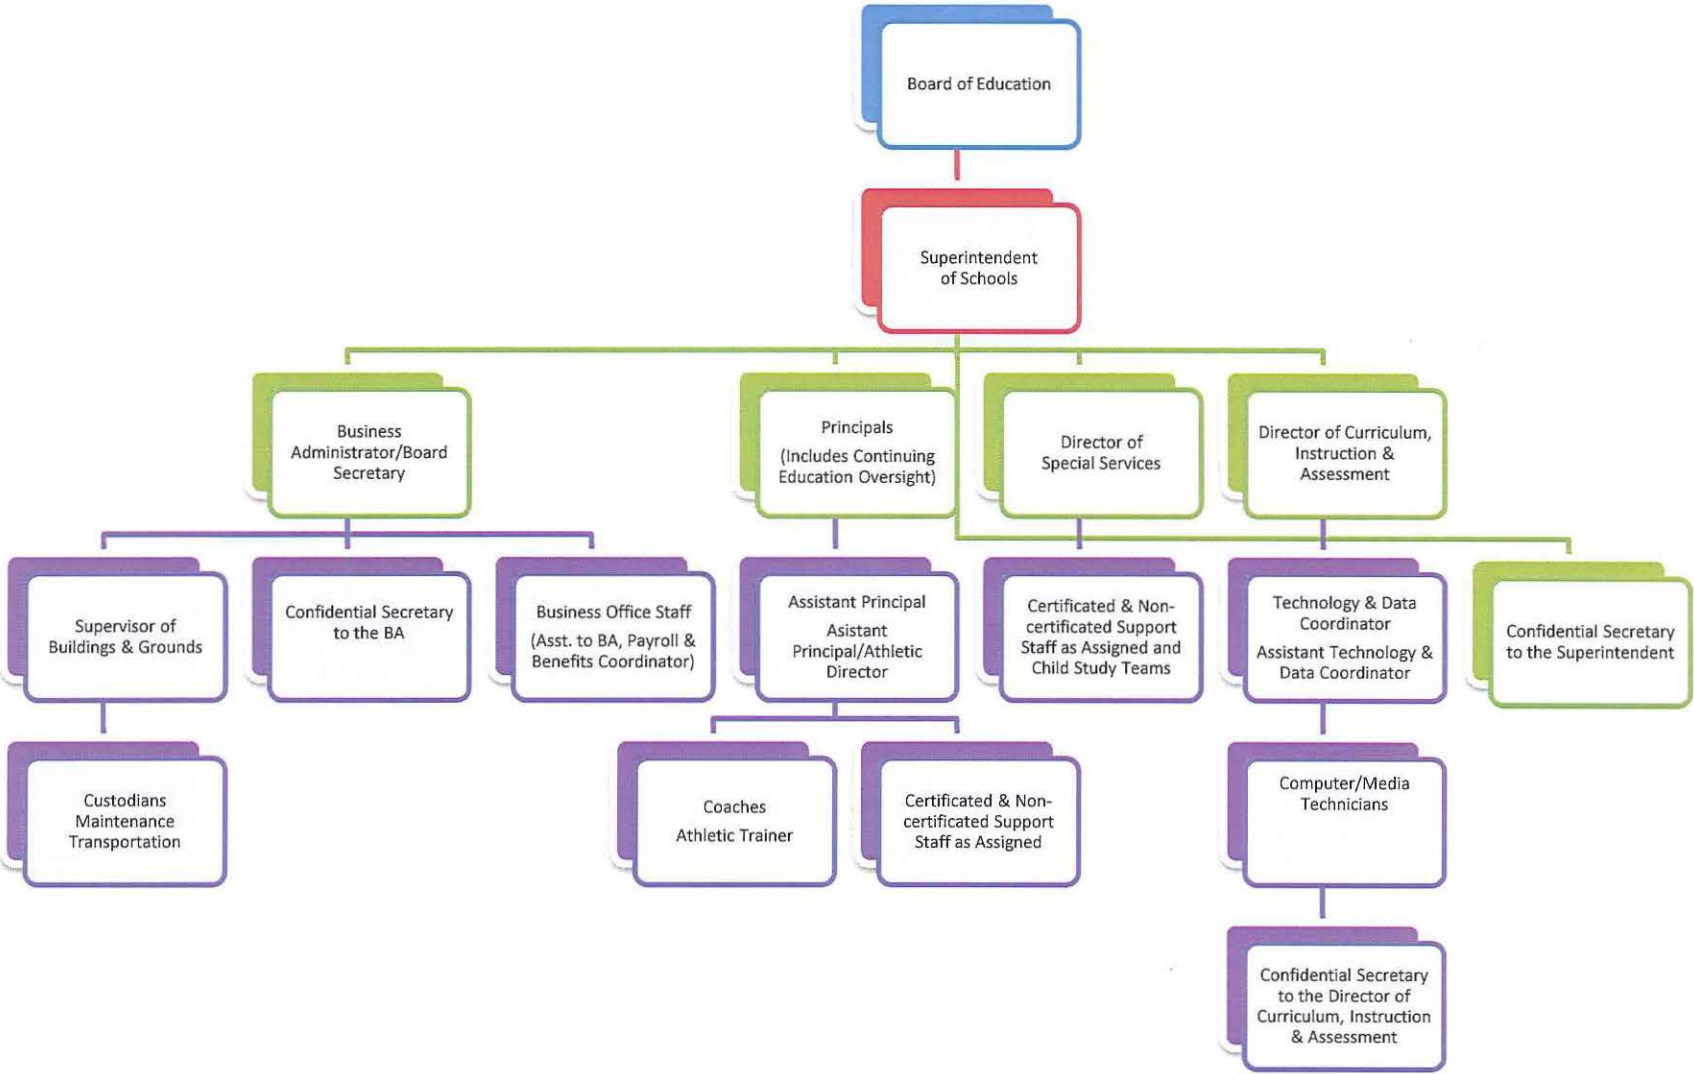 Board of Education
Superintendent
of Schools
Business
Administrator/Board
Secretary
Principals
(Includes Continuing
Education Oversight)
Director of
Special Services
Director of Curriculum,
Instruction &
Assessment
Supervisor of
Buildings & Grounds
Confidential Secretary
to the BA
Business Office Staff
(Asst. to BA, Payroll &
Benefits Coordinator)
Assistant Principal
Asistant
Principal/Athletic
Director
Certificated & Non-
certificated Support
Staff as Assigned and
Child Study Teams
Technology & Data
Coordinator
Assistant Technology &
Data Coordinator
Confidential Secretary
to the Superintendent
Custodians
Maintenance
Transportation
Coaches
Athletic Trainer
Certificated & Non-
certificated Support
Staff as Assigned
Computer/Media
Technicians
Confidential Secretary
to the Director of
Curriculum, Instruction
& Assessment